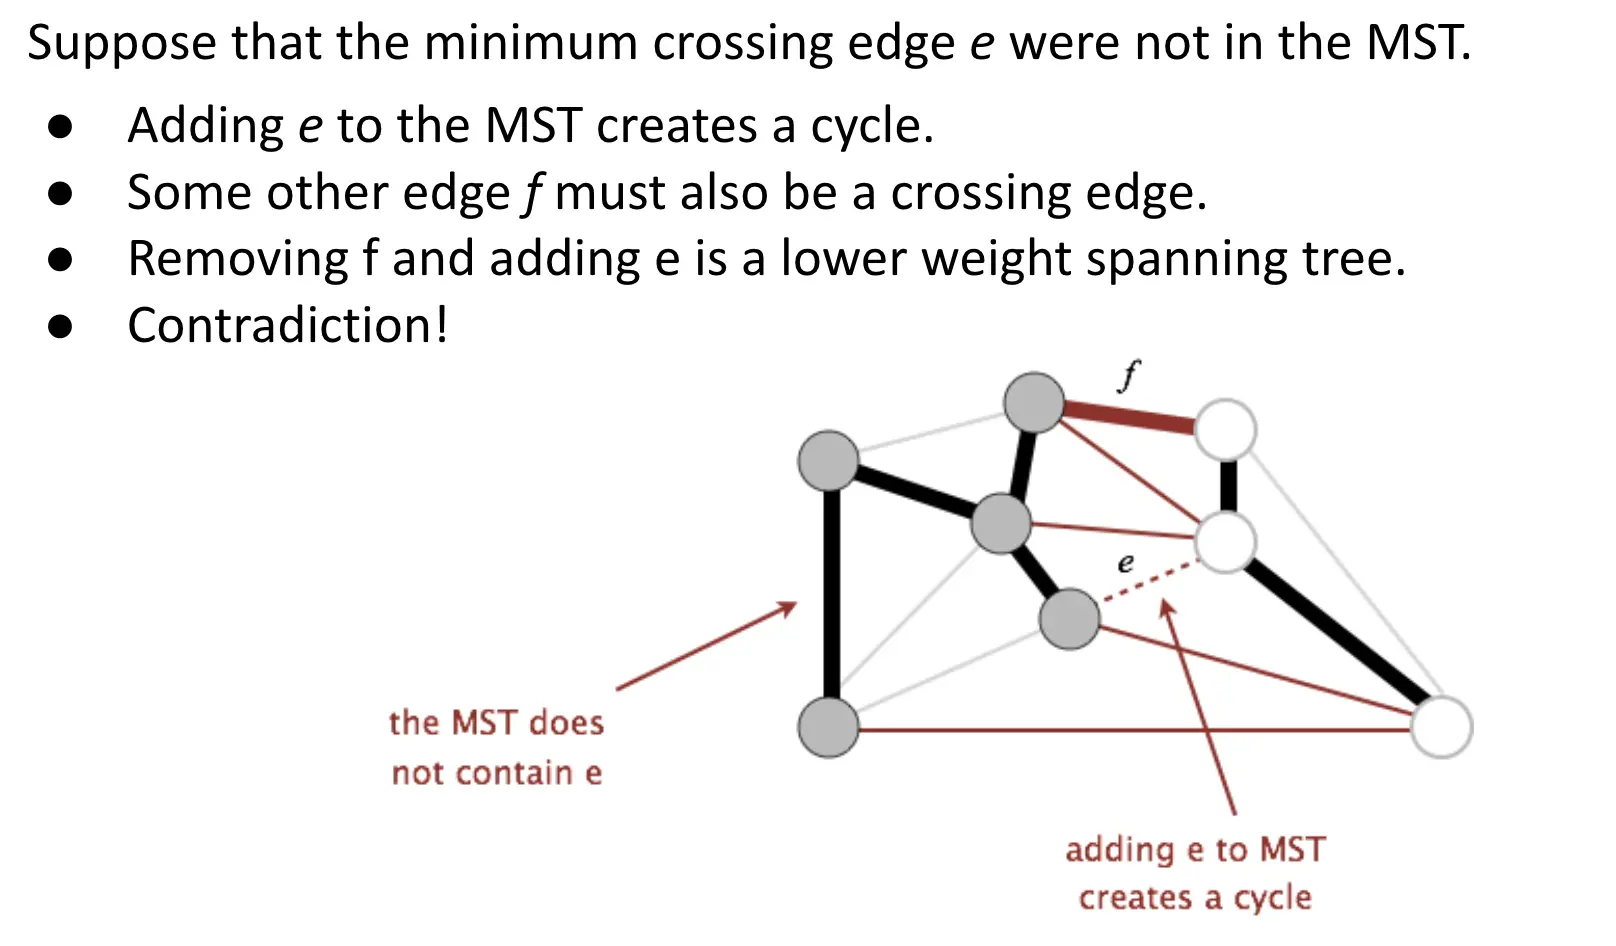 Suppose that the minimum crossing edge e were not in the MST.
● Adding e to the MST creates a cycle.
● Some other edge f must also be a crossing edge.
● Removing f and adding e is a lower weight spanning tree.
● Contradiction!
f
e
the MST does
not contain e
adding e to MST
creates a cycle